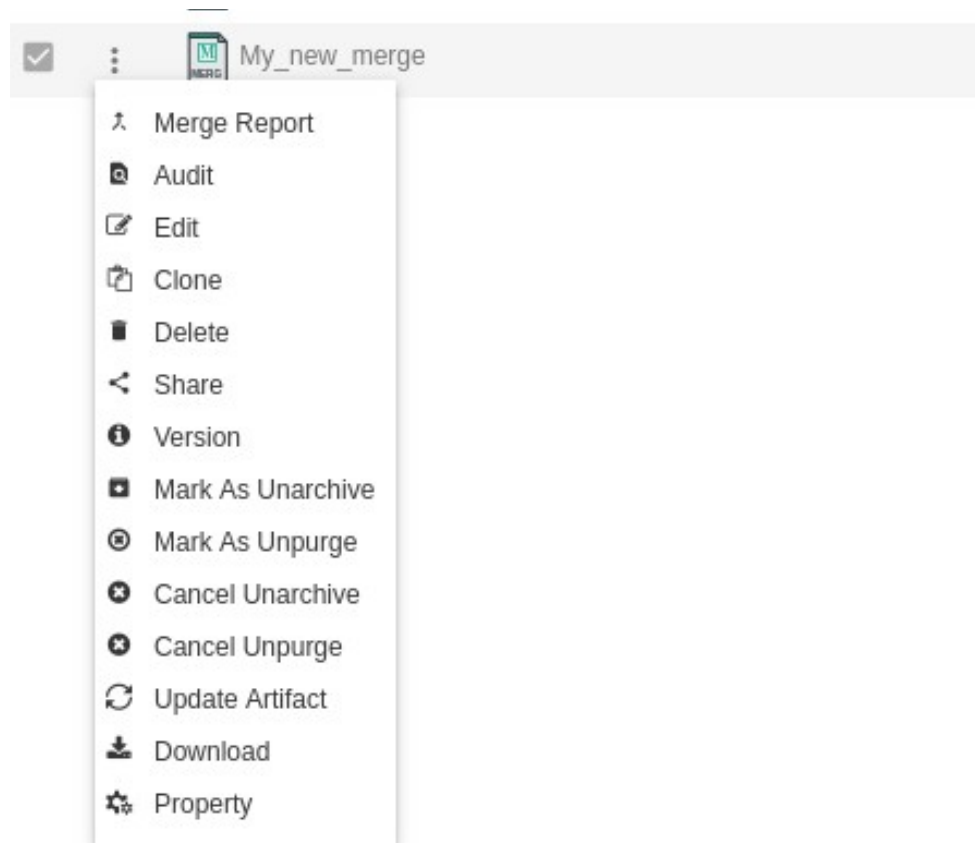 My_new_merge
M
MERG
Merge Report
Audit
Edit
Clone
Delete
Share
Version
Mark As Unarchive
Mark As Unpurge
Cancel Unarchive
Cancel Unpurge
Update Artifact
Download
Property